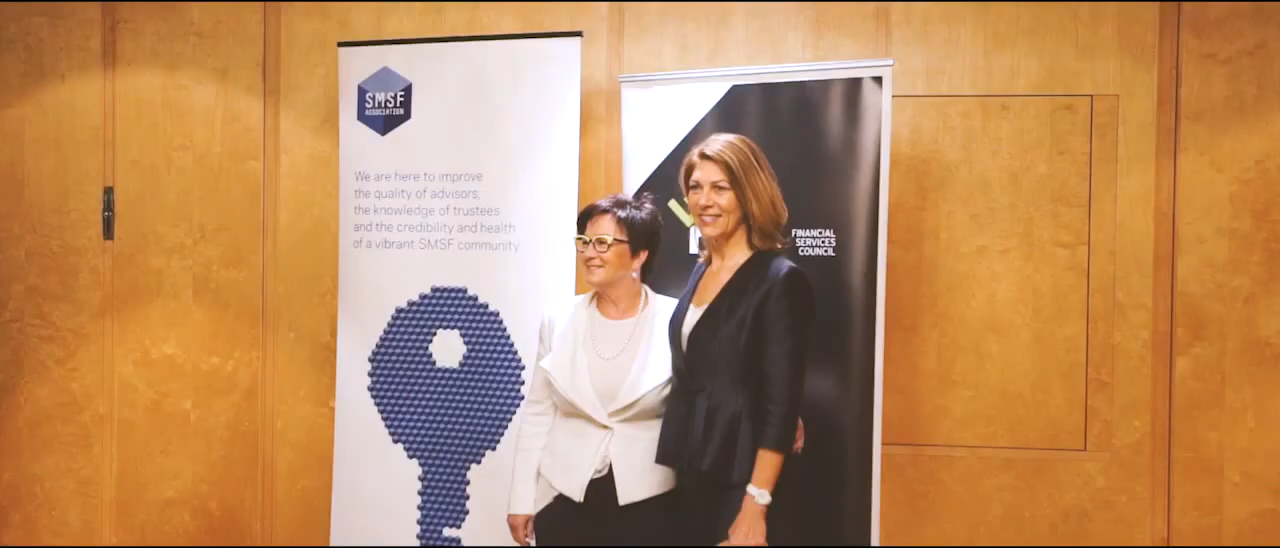 SMSF
ASSOCIATION
We are here to improve
the quality of advisors,
the knowledge of trustees
and the credibility and health
of a vibrant SMSF community
FINANCIAL
SERVICES
COUNCIL